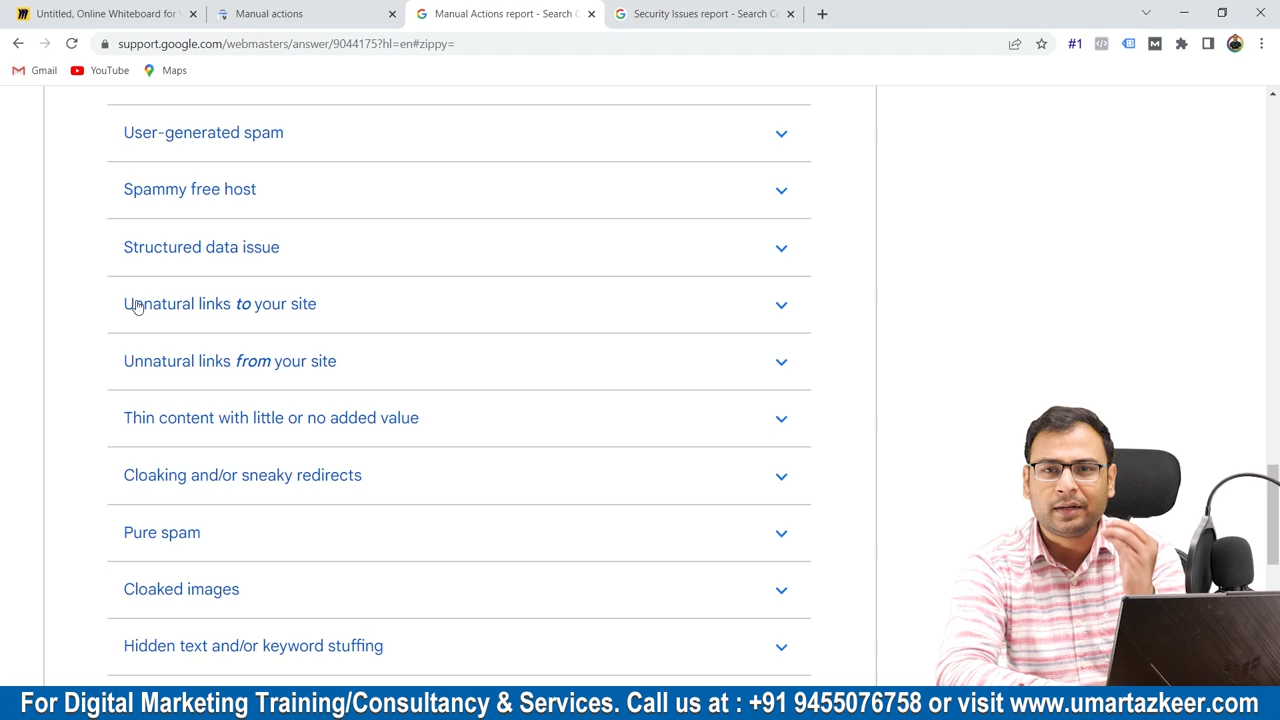 Untitled, Online Whiteboard for
Manual actions
Manual Actions report - Search
Security Issues report - Search Co
support.google.com/webmasters/answer/9044175?hl=en#zippy=
#1
Gmail
YouTube
Maps
User-generated spam
Spammy free host
Structured data issue
Unnatural links to your site
Unnatural links from your site
Thin content with little or no added value
Cloaking and/or sneaky redirects
Pure spam
Cloaked images
Hidden text and/or keyword stuffing
For Digital Marketing Training/Consultancy & Services. Call us at : +91 9455076758 or visit www.umartazkeer.com